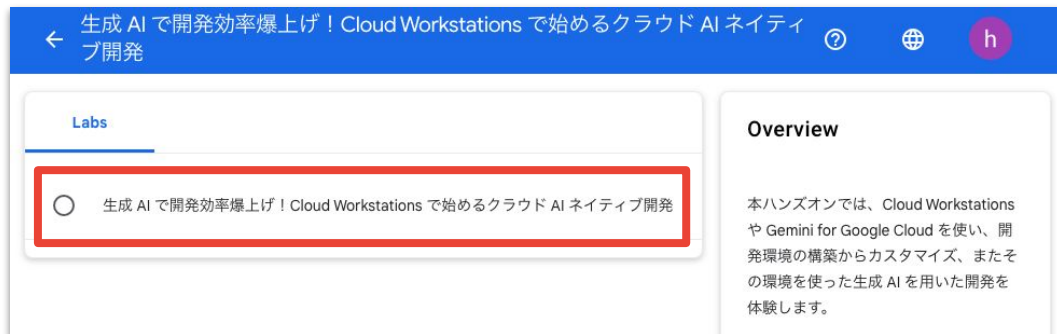 生成 AI で開発効率爆上げ！Cloud Workstations で始めるクラウド AI ネイティ
ブ開発
h
Labs
生成 AI で開発効率爆上げ！Cloud Workstations で始めるクラウド AI ネイティブ開発
Overview
本ハンズオンでは、Cloud Workstations
や Gemini for Google Cloud を使い、開
発環境の構築からカスタマイズ、またそ
の環境を使った生成 AI を用いた開発を
体験します。